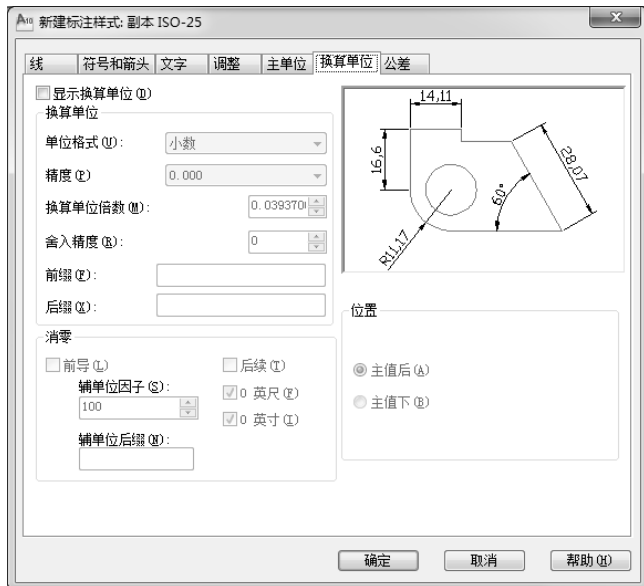 新建标注样式: 副本 ISO-25
线 符号和箭头 文字 调整 主单位 换算单位 公差
显示换算单位(D)
换算单位
单位格式(U): 小数
精度(P) 0.000
换算单位倍数(M): 0.039370
舍入精度(R): 0
前缀(F):
后缀(X):
消零
前导(L) 后续(T)
辅单位因子(S): 0 英尺(F)
100
0 英寸(I)
辅单位后缀(N):
14,11
16,6
28,07
60°
R11,17
位置
主值后(A)
主值下(B)
确定 取消 帮助(H)